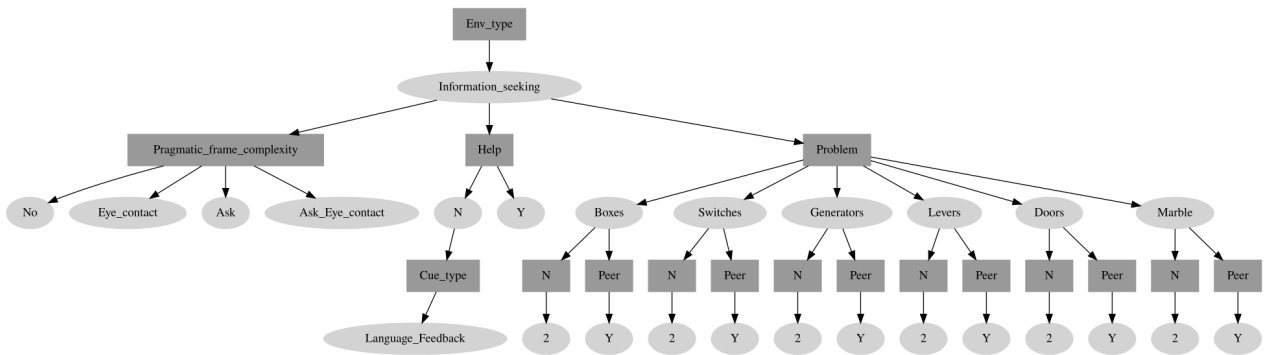 Env_type
Information_seeking
Pragmatic_frame_complexity Help Problem
No Eye_contact Ask Ask_Eye_contact N Y Boxes Switches Generators Levers Doors Marble
Cue_type N Peer N Peer N Peer N Peer N Peer N Peer
Language_Feedback 2 Y 2 Y 2 Y 2 Y 2 Y 2 Y